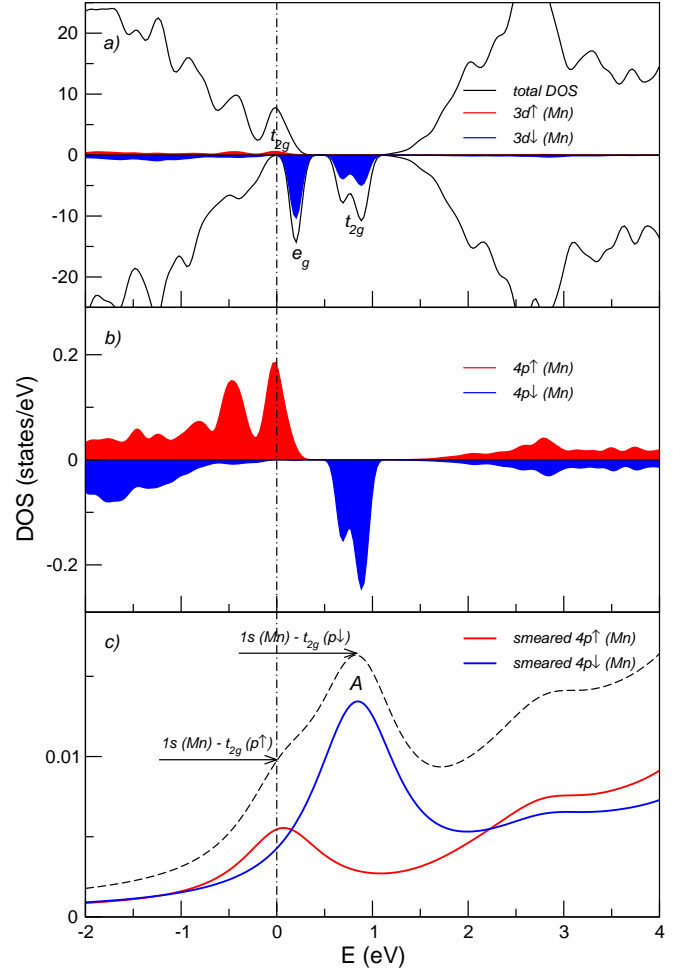 20
10
0
-10
-20
a)
total DOS
3d↑ (Mn)
3d↓ (Mn)
t2g
eg
t2g
b)
0.2
0
-0.2
4p↑ (Mn)
4p↓ (Mn)
DOS (states/eV)
c)
1s (Mn) - t2g (p↓)
smeared 4p↑ (Mn)
smeared 4p↓ (Mn)
A
1s (Mn) - t2g (p↑)
0.01
0
-2 -1 0 1 2 3 4
E (eV)